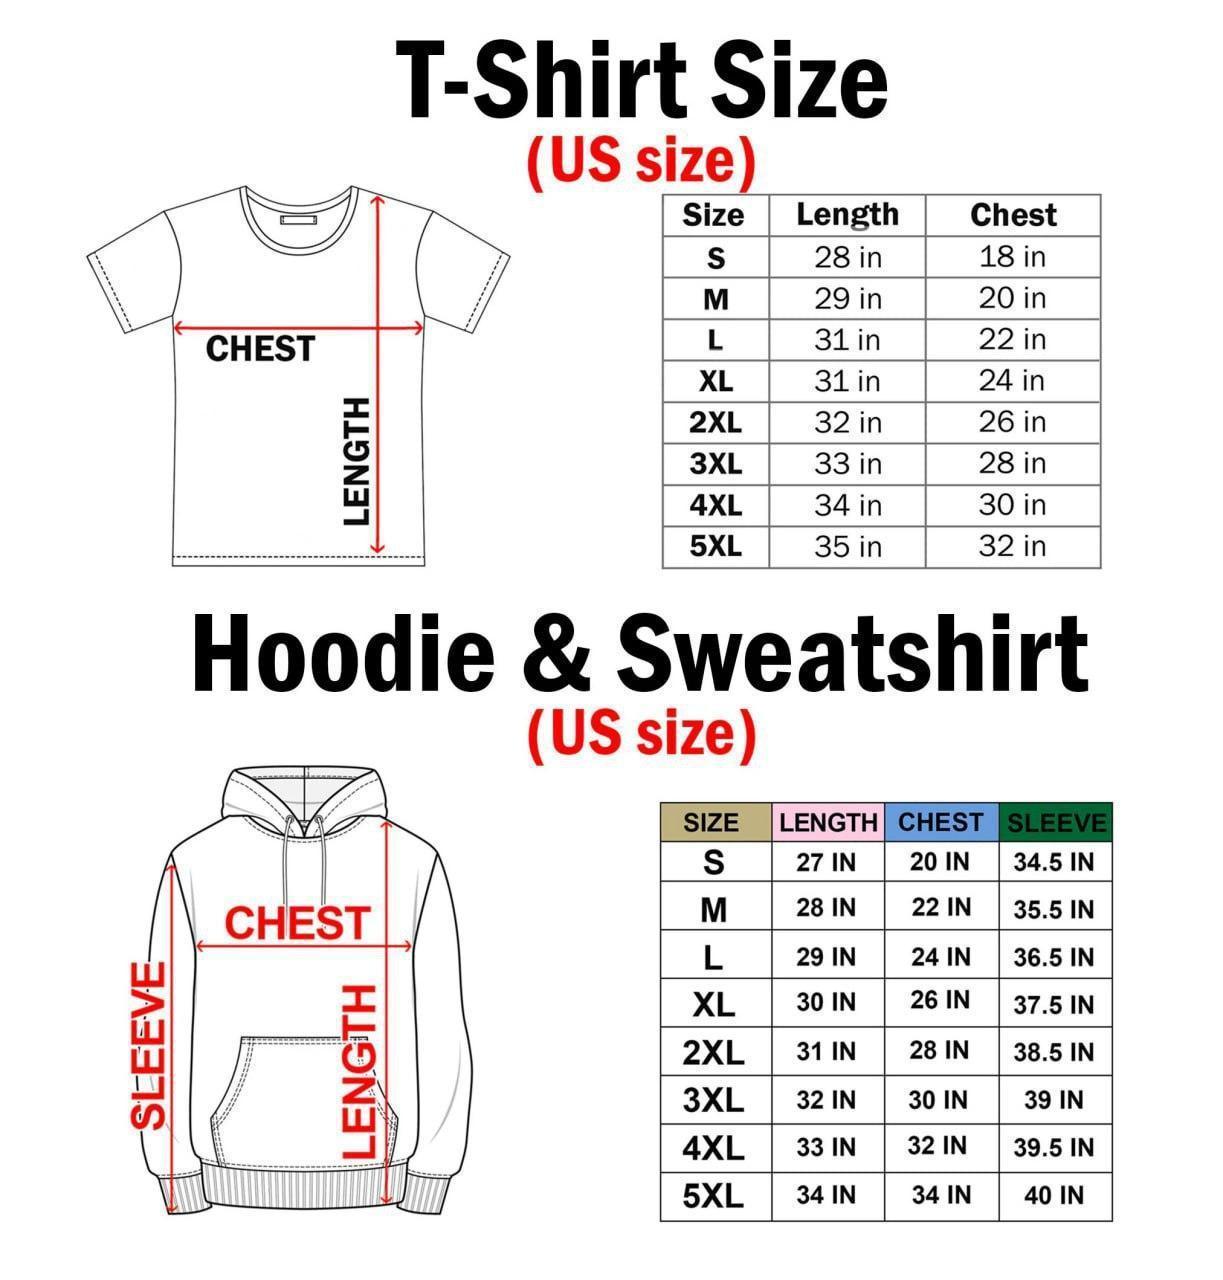 T-Shirt Size
(US size)
CHEST
LENGTH
Size Length Chest
S 28 in 18 in
M 29 in 20 in
L 31 in 22 in
XL 31 in 24 in
2XL 32 in 26 in
3XL 33 in 28 in
4XL 34 in 30 in
5XL 35 in 32 in
Hoodie & Sweatshirt
(US size)
CHEST
SLEEVE
LENGTH
SIZE LENGTH CHEST SLEEVE
S 27 IN 20 IN 34.5 IN
M 28 IN 22 IN 35.5 IN
L 29 IN 24 IN 36.5 IN
XL 30 IN 26 IN 37.5 IN
2XL 31 IN 28 IN 38.5 IN
3XL 32 IN 30 IN 39 IN
4XL 33 IN 32 IN 39.5 IN
5XL 34 IN 34 IN 40 IN